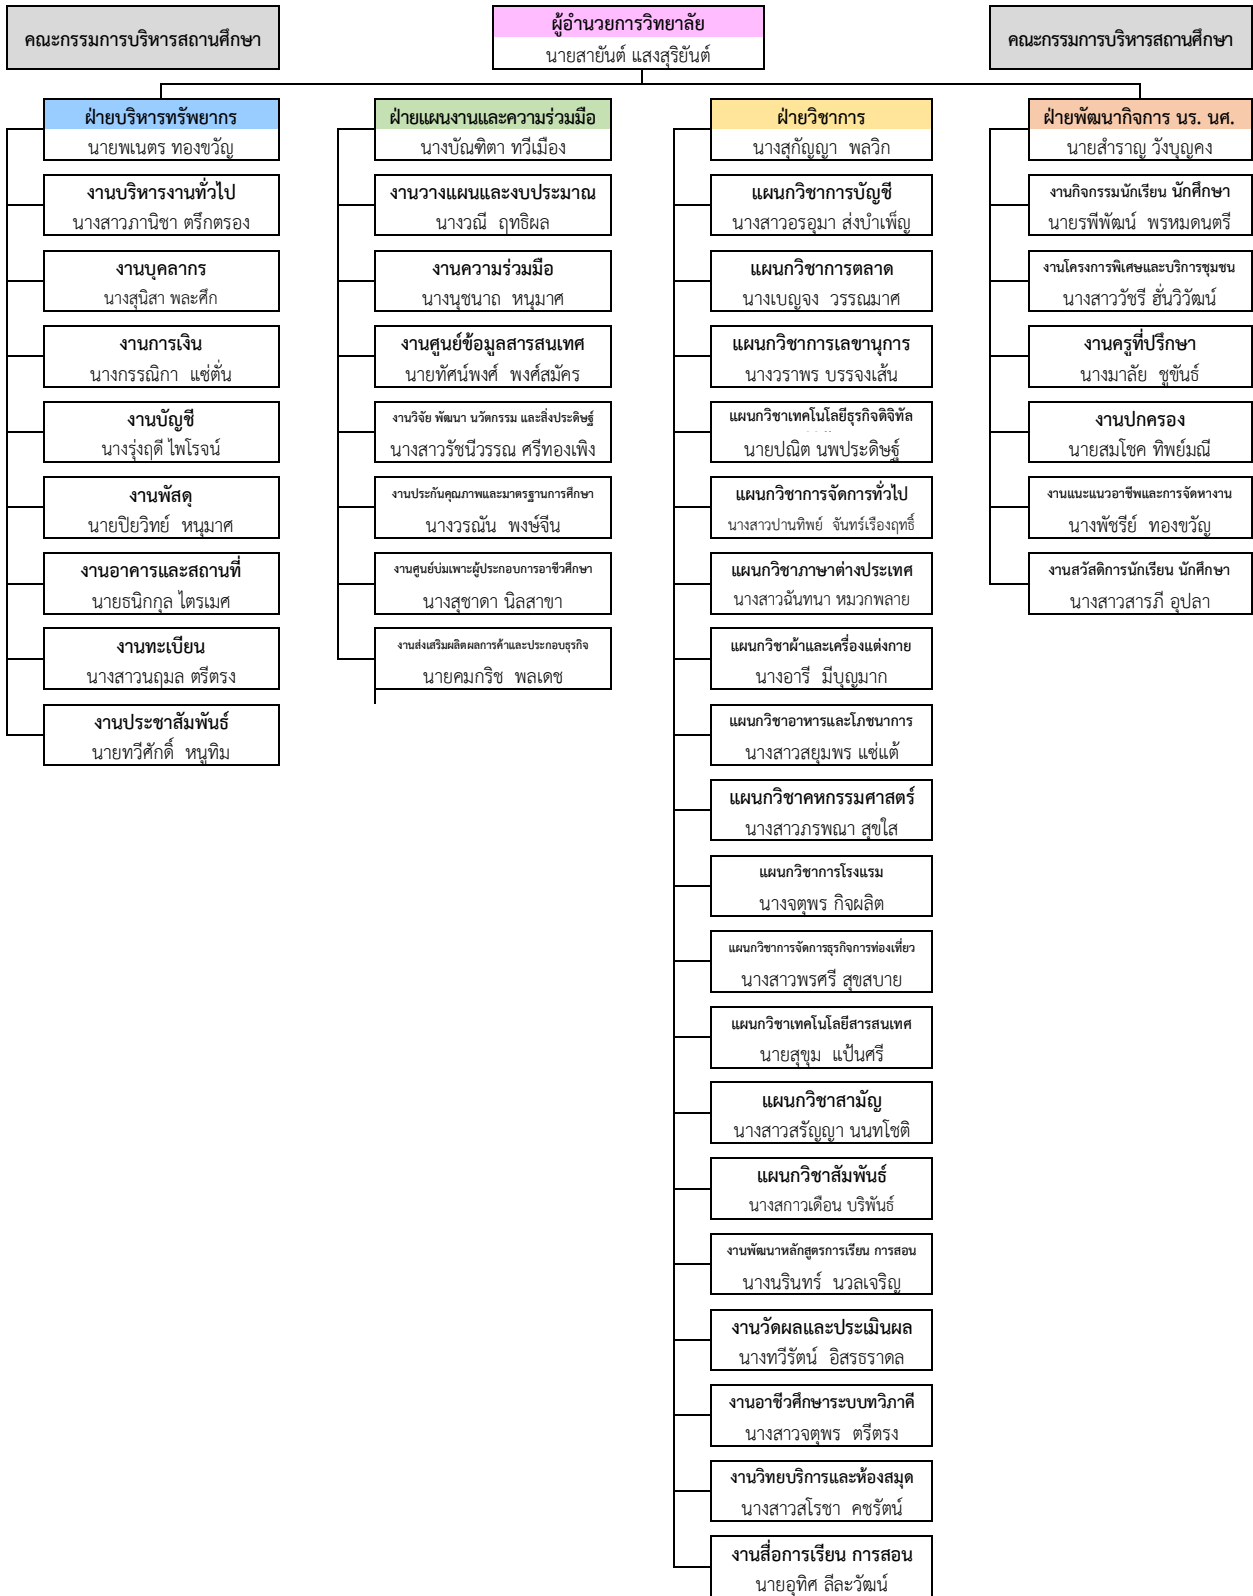 คณะกรรมการบริหารสถานศึกษา
ผู้อำนวยการวิทยาลัย
นายสายันต์ แสงสุริยันต์
คณะกรรมการบริหารสถานศึกษา
ฝ่ายบริหารทรัพยากร
นายพเนตร ทองขวัญ
งานบริหารงานทั่วไป
นางสาวภานิชา ตรึกตรอง
งานบุคลากร
นางสุนิสา พละศึก
งานการเงิน
นางกรรณิกา แซ่ตั่น
งานบัญชี
นางรุ่งฤดี ไพโรจน์
งานพัสดุ
นายปิยวิทย์ หนูมาศ
งานอาคารและสถานที่
นายธนิกกุล ไตรเมศ
งานทะเบียน
นางสาวนฤมล ตรีตรง
งานประชาสัมพันธ์
นายทวีศักดิ์ หนูทิม
ฝ่ายแผนงานและความร่วมมือ
นางบัณฑิตา ทวีเมือง
งานวางแผนและงบประมาณ
นางวณี ฤทธิผล
งานความร่วมมือ
นางนุชนาถ หนุมาศ
งานศูนย์ข้อมูลสารสนเทศ
นายทัศน์พงศ์ พงศ์สมัคร
งานวิจัย พัฒนา นวัตกรรม และสิ่งประดิษฐ์
นางสาวรัชนีวรรณ ศรีทองเพิง
งานประกันคุณภาพและมาตรฐานการศึกษา
นางวรณัน พงษ์จีน
งานศูนย์บ่มเพาะผู้ประกอบการอาชีวศึกษา
นางสุชาดา นิลสาขา
งานส่งเสริมผลิตผลการค้าและประกอบธุรกิจ
นายคมกริช พลเดช
ฝ่ายวิชาการ
นางสุกัญญา พลวิก
แผนกวิชาการบัญชี
นางสาวอรอุมา ส่งบำเพ็ญ
แผนกวิชาการตลาด
นางเบญจง วรรณมาศ
แผนกวิชาการเลขานุการ
นางวราพร บรรจงเส้น
แผนกวิชาเทคโนโลยีธุรกิจดิจิทัล
นายปณิต นพประดิษฐ์
แผนกวิชาการจัดการทั่วไป
นางสาวปานทิพย์ จันทร์เรืองฤทธิ์
แผนกวิชาภาษาต่างประเทศ
นางสาวฉันทนา หมวกพลาย
แผนกวิชาผ้าและเครื่องแต่งกาย
นางอารี มีบุญมาก
แผนกวิชาอาหารและโภชนาการ
นางสาวสยุมพร แซ่แต้
แผนกวิชาคหกรรมศาสตร์
นางสาวภรพณา สุขใส
แผนกวิชาการโรงแรม
นางจตุพร กิจผลิต
แผนกวิชาการจัดการธุรกิจการท่องเที่ยว
นางสาวพรศรี สุขสบาย
แผนกวิชาเทคโนโลยีสารสนเทศ
นายสุขุม แป้นศรี
แผนกวิชาสามัญ
นางสาวสรัญญา นนทโชติ
แผนกวิชาสัมพันธ์
นางสกาวเดือน บริพันธ์
งานพัฒนาหลักสูตรการเรียน การสอน
นางนรินทร์ นวลเจริญ
งานวัดผลและประเมินผล
นางทวีรัตน์ อิสรธราดล
งานอาชีวศึกษาระบบทวิภาคี
นางสาวจตุพร ตรีตรง
งานวิทยบริการและห้องสมุด
นางสาวสโรชา คชรัตน์
งานสื่อการเรียน การสอน
นายอุทิศ ลีละวัฒน์
ฝ่ายพัฒนากิจการ นร. นศ.
นายสำราญ วังบุญคง
งานกิจกรรมนักเรียน นักศึกษา
นายรพีพัฒน์ พรหมดนตรี
งานโครงการพิเศษและบริการชุมชน
นางสาววัชรี ฮั่นวิวัฒน์
งานครูที่ปรึกษา
นางมาลัย ชูขันธ์
งานปกครอง
นายสมโชค ทิพย์มณี
งานแนะแนวอาชีพและการจัดหางาน
นางพัชรีย์ ทองขวัญ
งานสวัสดิการนักเรียน นักศึกษา
นางสาวสารภี อุปลา